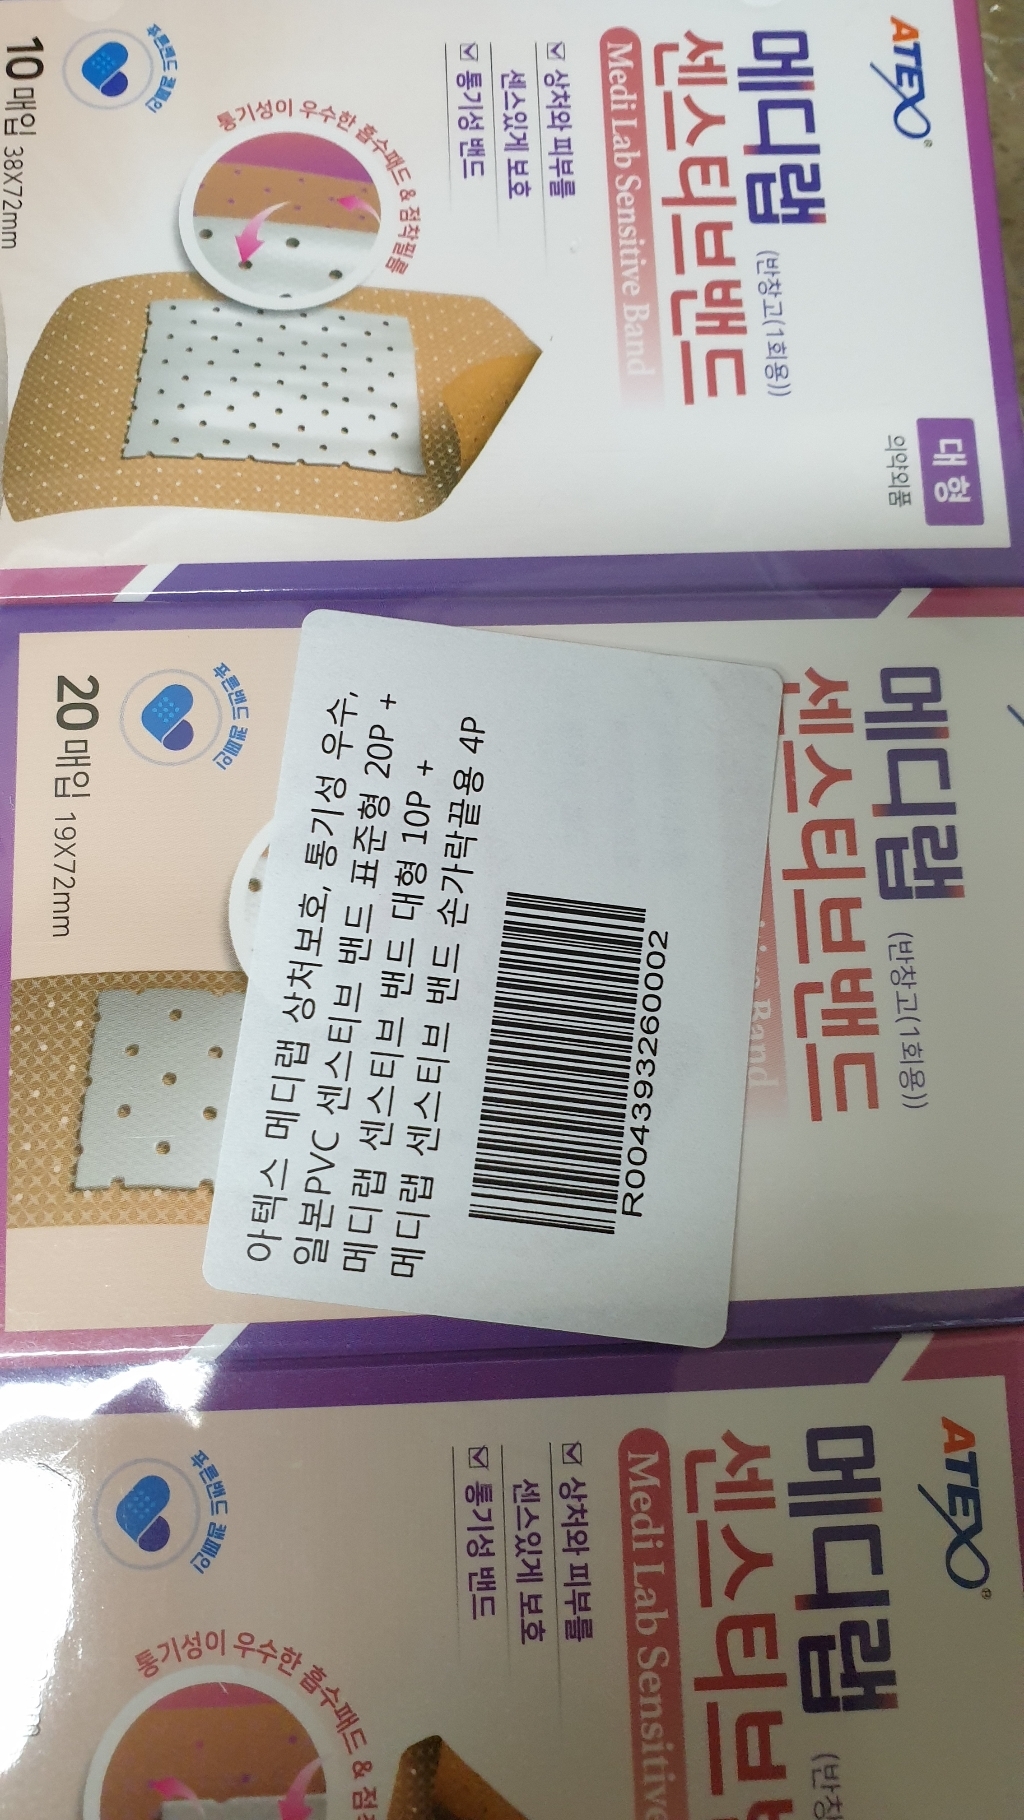 ATEXO
메디랩 (반창고(1회용))
센스티브밴드
Medi Lab Sensitive Band
상처와 피부를
센스있게 보호
통기성 밴드
대형
의약외품
통기성이 우수한 흡수패드 & 점착필름
푸른밴드 캠페인
10매입 38X72mm
메디랩 (반창고(1회용))
센스티브밴드
Band
푸른밴드 캠페인
20매입 19X72mm
아텍스 메디랩 상처보호, 통기성 우수,
일본PVC 센스티브 밴드 표준형 20P +
메디랩 센스티브 밴드 대형 10P +
메디랩 센스티브 밴드 손가락끝용 4P
R004393260002
ATEXO
메디랩 (반창
센스티브
Medi Lab Sensitive
상처와 피부를
센스있게 보호
통기성 밴드
통기성이 우수한 흡수패드 &
푸른밴드 캠페인